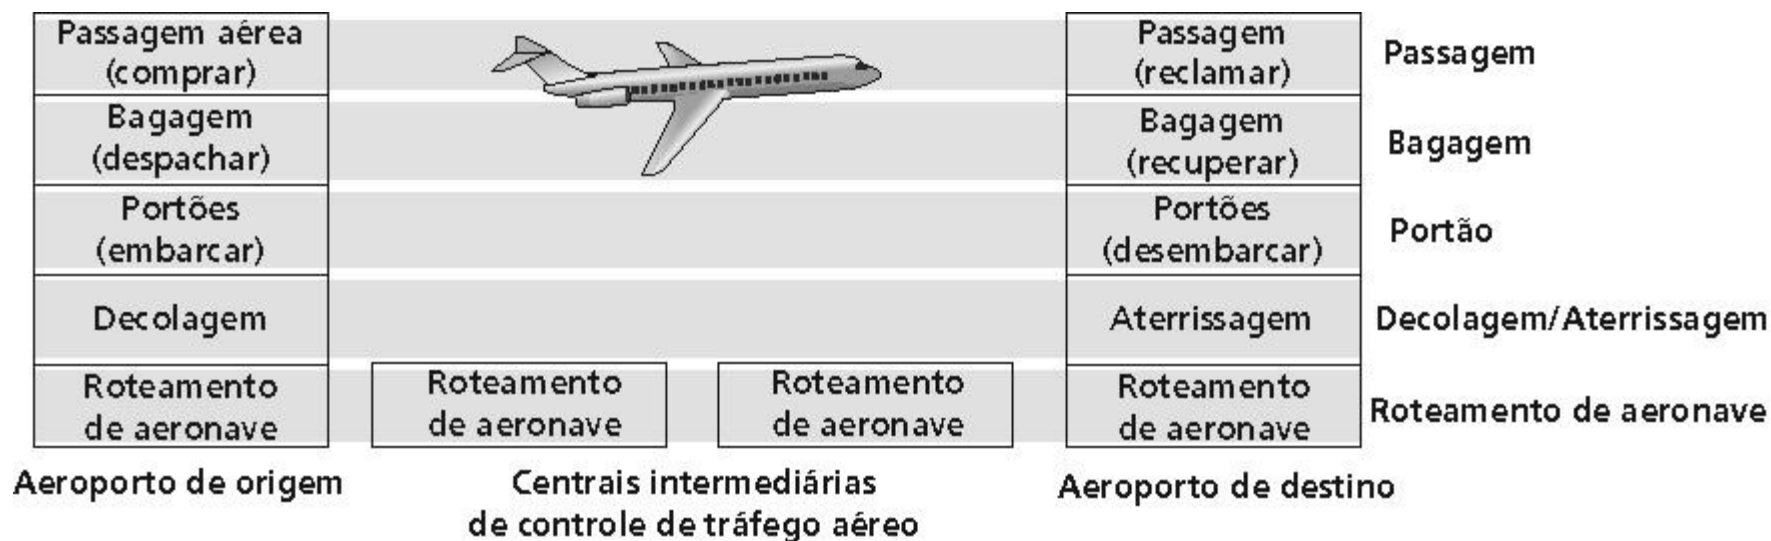 Passagem aérea
(comprar)
Passagem
(reclamar)
Passagem
Bagagem
(despachar)
Bagagem
(recuperar)
Bagagem
Portões
(embarcar)
Portões
(desembarcar)
Portão
Decolagem
Aterrissagem
Decolagem/Aterrissagem
Roteamento
de aeronave
Roteamento
de aeronave
Roteamento
de aeronave
Roteamento
de aeronave
Roteamento de aeronave
Aeroporto de origem
Centrais intermediárias
de controle de tráfego aéreo
Aeroporto de destino